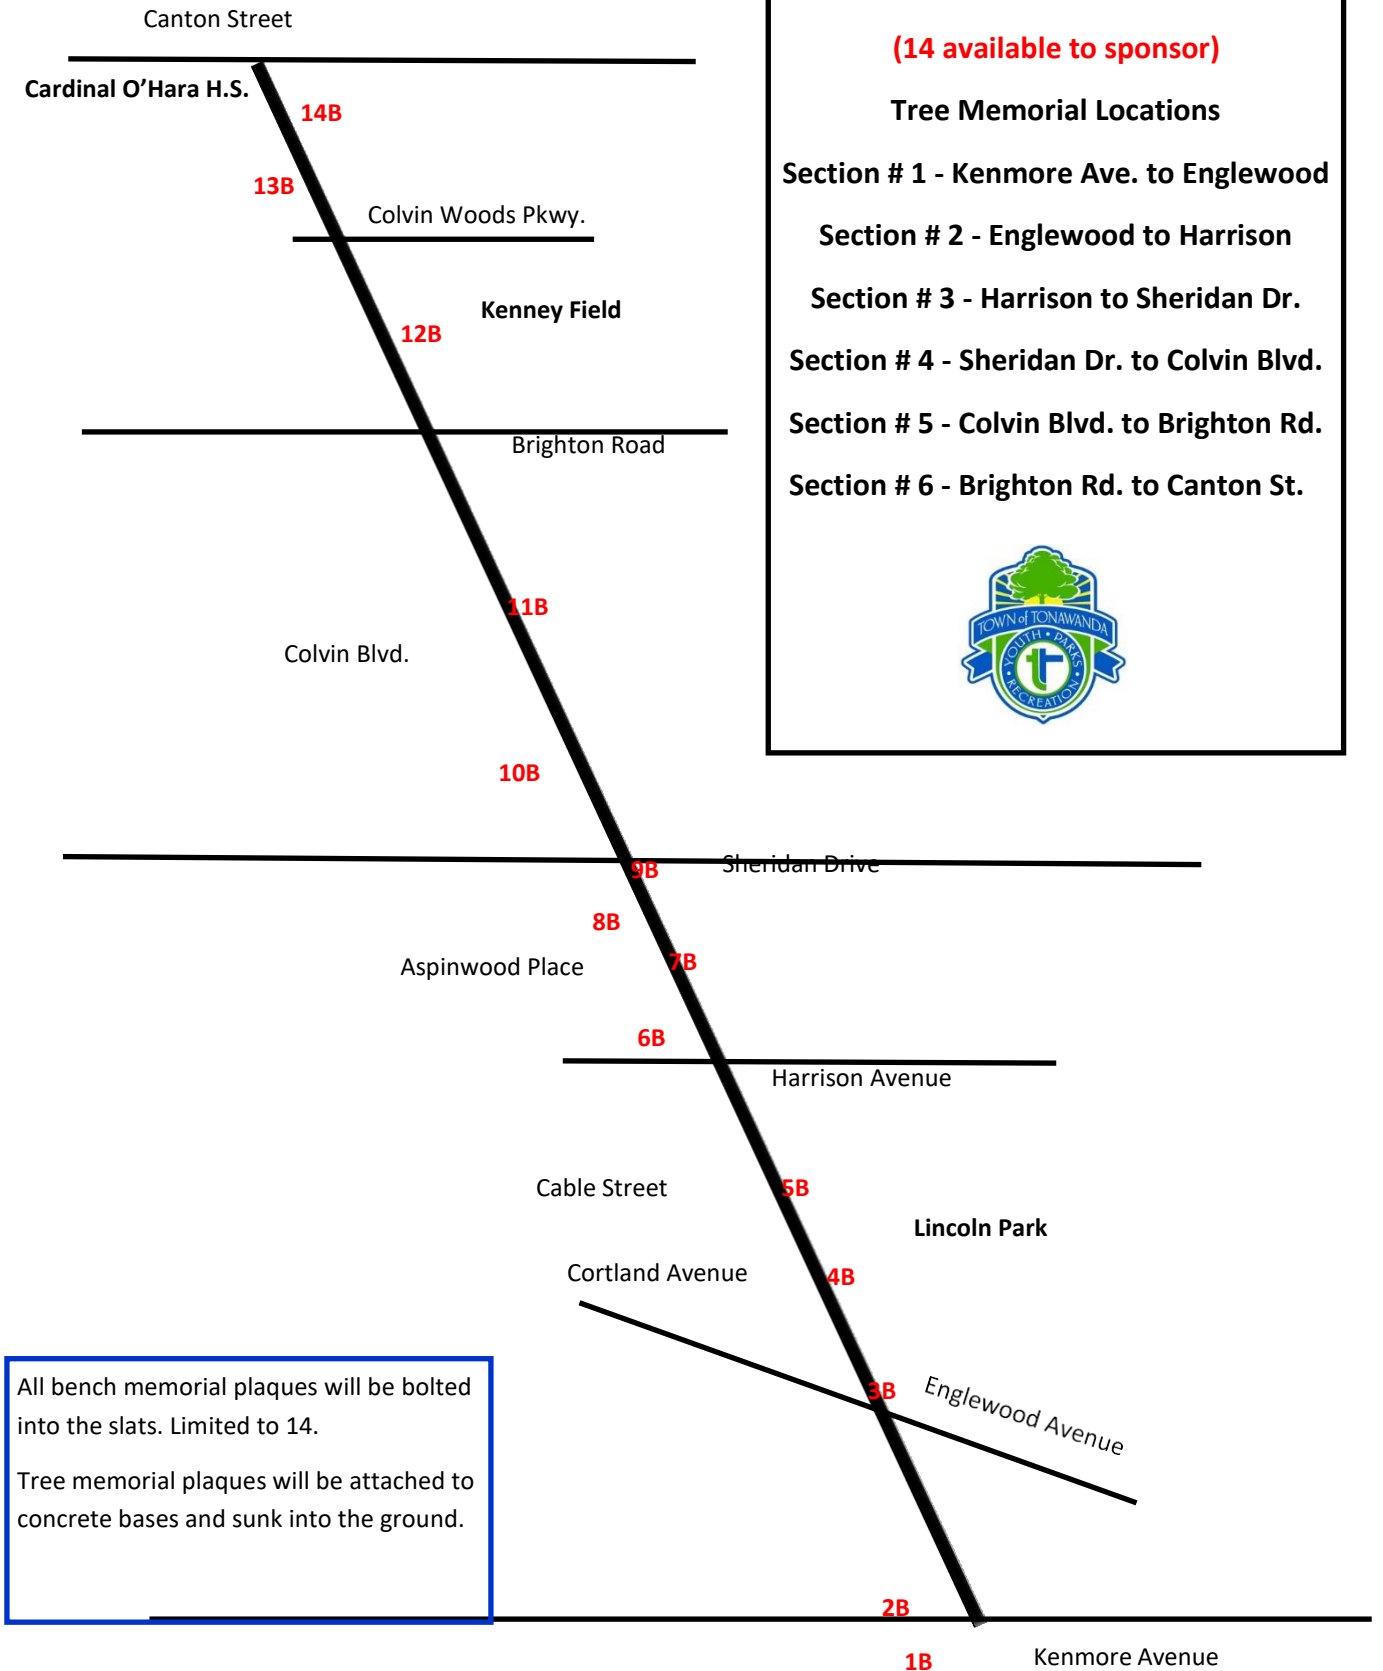 Canton Street
(14 available to sponsor)
Cardinal O’Hara H.S.
14B
Tree Memorial Locations
Section # 1 - Kenmore Ave. to Englewood
13B
Colvin Woods Pkwy.
Section # 2 - Englewood to Harrison
Kenney Field
Section # 3 - Harrison to Sheridan Dr.
12B
Section # 4 - Sheridan Dr. to Colvin Blvd.
Section # 5 - Colvin Blvd. to Brighton Rd.
Brighton Road
Section # 6 - Brighton Rd. to Canton St.
11B
TOWN of TONAWANDA
YOUTH • PARKS • RECREATION •
tr
Colvin Blvd.
10B
Sheridan Drive
9B
8B
7B
Aspinwood Place
6B
Harrison Avenue
Cable Street
5B
Lincoln Park
Cortland Avenue
4B
3B
Englewood Avenue
All bench memorial plaques will be bolted
into the slats. Limited to 14.
Tree memorial plaques will be attached to
concrete bases and sunk into the ground.
2B
1B
Kenmore Avenue